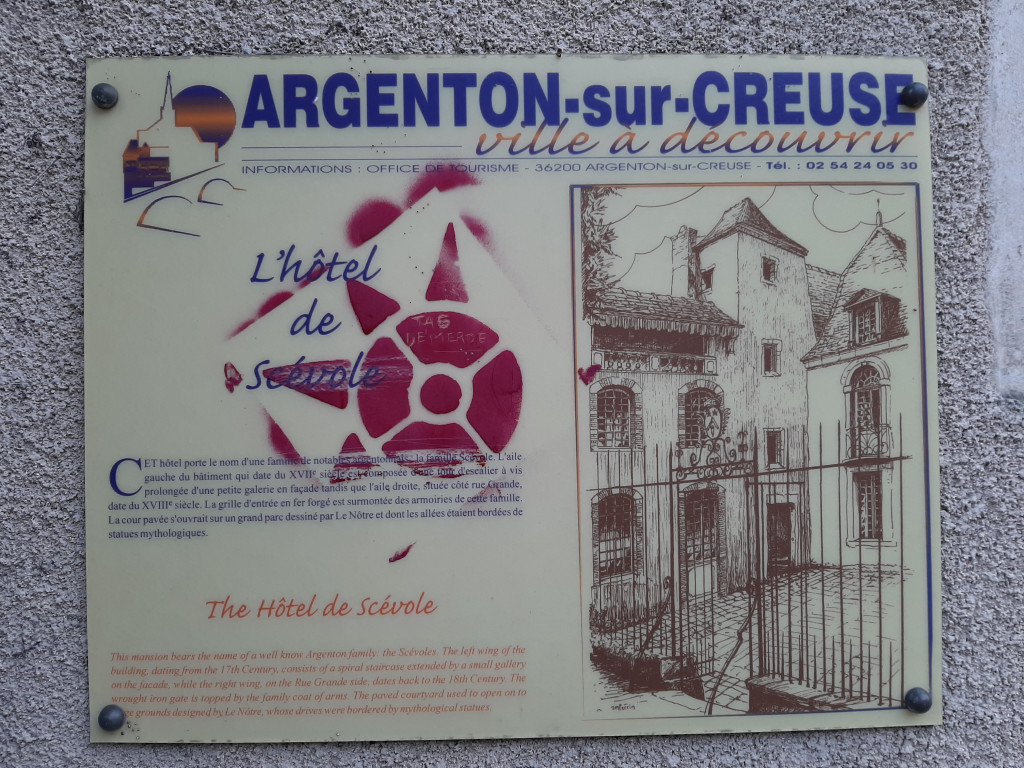 ARGENTON-sur-CREUSE
ville à découvrir
INFORMATIONS : OFFICE DE TOURISME - 36200 ARGENTON-sur-CREUSE - Tél. : 02 54 24 05 30
L'hôtel
de
Scévole
TAG
DEMERDE
CET hôtel porte le nom d'une famille de notables argentonnais : la famille Scévole. L'aile
gauche du bâtiment qui date du XVIIe siècle est composée d'une tour d'escalier à vis
prolongée d'une petite galerie en façade tandis que l'aile droite, située côté rue Grande,
date du XVIIIe siècle. La grille d'entrée en fer forgé est surmontée des armoiries de cette famille.
La cour pavée s'ouvrait sur un grand parc dessiné par Le Nôtre et dont les allées étaient bordées de
statues mythologiques.
The Hôtel de Scévole
This mansion bears the name of a well know Argenton family: the Scévoles. The left wing of the
building, dating from the 17th Century, consists of a spiral staircase extended by a small gallery
on the facade, while the right wing, on the Rue Grande side, dates back to the 18th Century. The
wrought iron gate is topped by the family coat of arms. The paved courtyard used to open on to
grounds designed by Le Nôtre, whose drives were bordered by mythological statues.